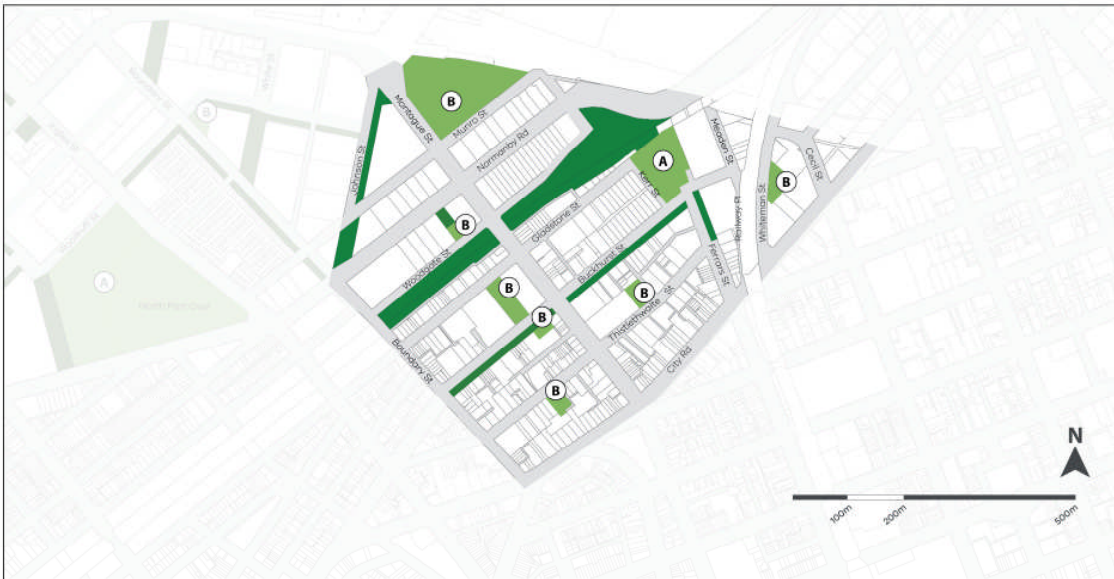 B
Munro St
Montague St
Normanby Rd
Johnson St
A
Kerr St
Meaden St
Cecil St
B
Railway Pl
Whiteman St
B
Woodgate St
Gladstone St
Buckhurst St
Ferrars St
B
B
B
Thistlethwaite St
Boundary St
City Rd
B
B
A
North Port Oval
N
100m
200m
500m